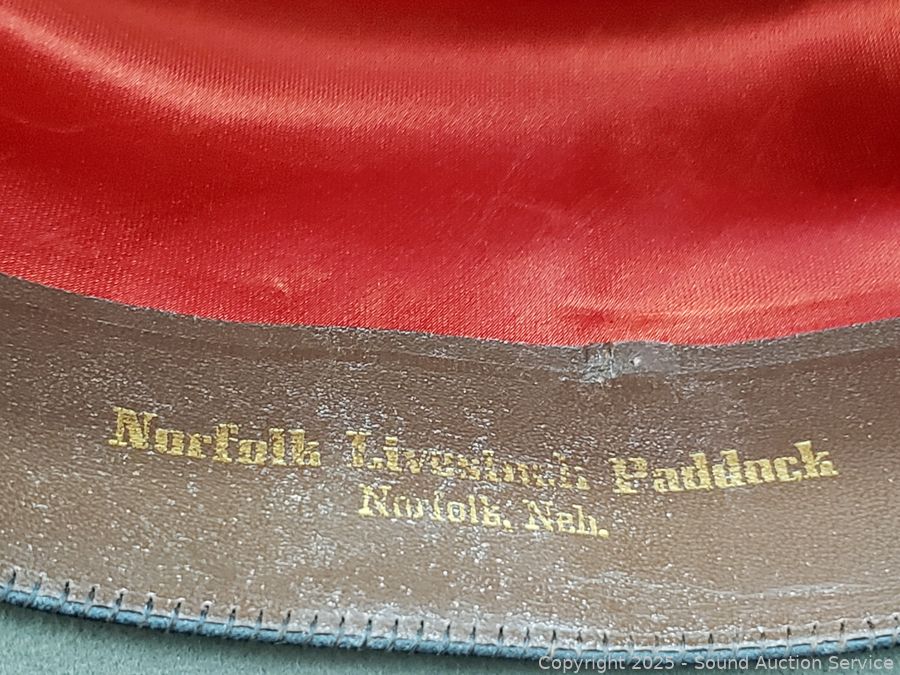 Norfolk Livestock Paddock
Norfolk, Neb.
Copyright 2025 - Sound Auction Service